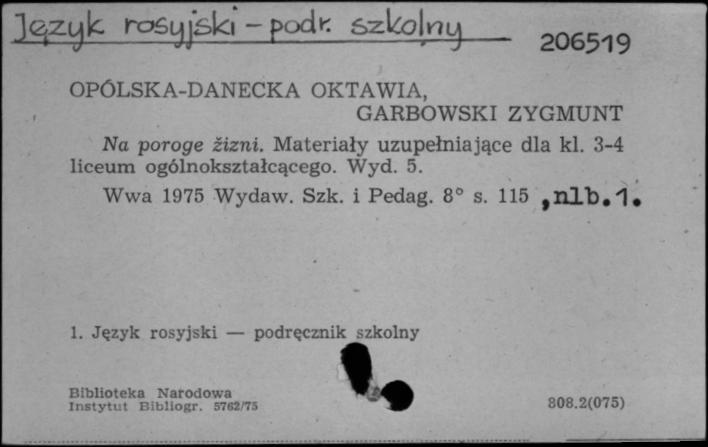 Język rosyjski – podr. szkolny
206519
OPÓLSKA-DANECKA OKTAWIA,
GARBOWSKI ZYGMUNT
Na poroge žizni. Materiały uzupełniające dla kl. 3-4
liceum ogólnokształcącego. Wyd. 5.
Wwa 1975 Wydaw. Szk. i Pedag. 8° s. 115 , nlb. 1.
1. Język rosyjski — podręcznik szkolny
Biblioteka Narodowa
Instytut Bibliogr. 5762/75
808.2(075)